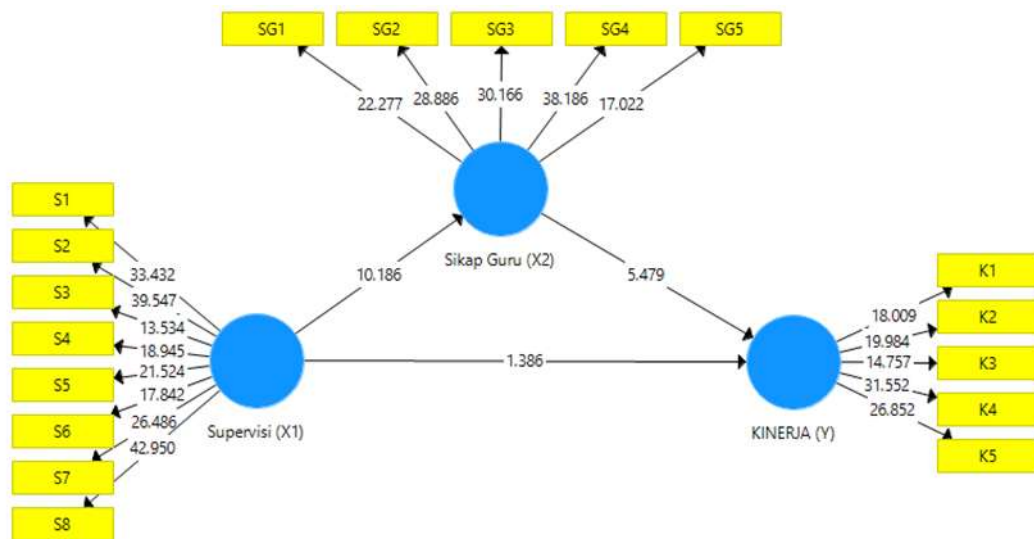 SG1 SG2 SG3 SG4 SG5
22.277 28.886 30.166 38.186 17.022
S1
S2
S3
S4
S5
S6
S7
S8
33.432
39.547
13.534
18.945
21.524
17.842
26.486
42.950
Supervisi (X1)
10.186
Sikap Guru (X2)
5.479
1.386
KINERJA (Y)
18.009
19.984
14.757
31.552
26.852
K1
K2
K3
K4
K5